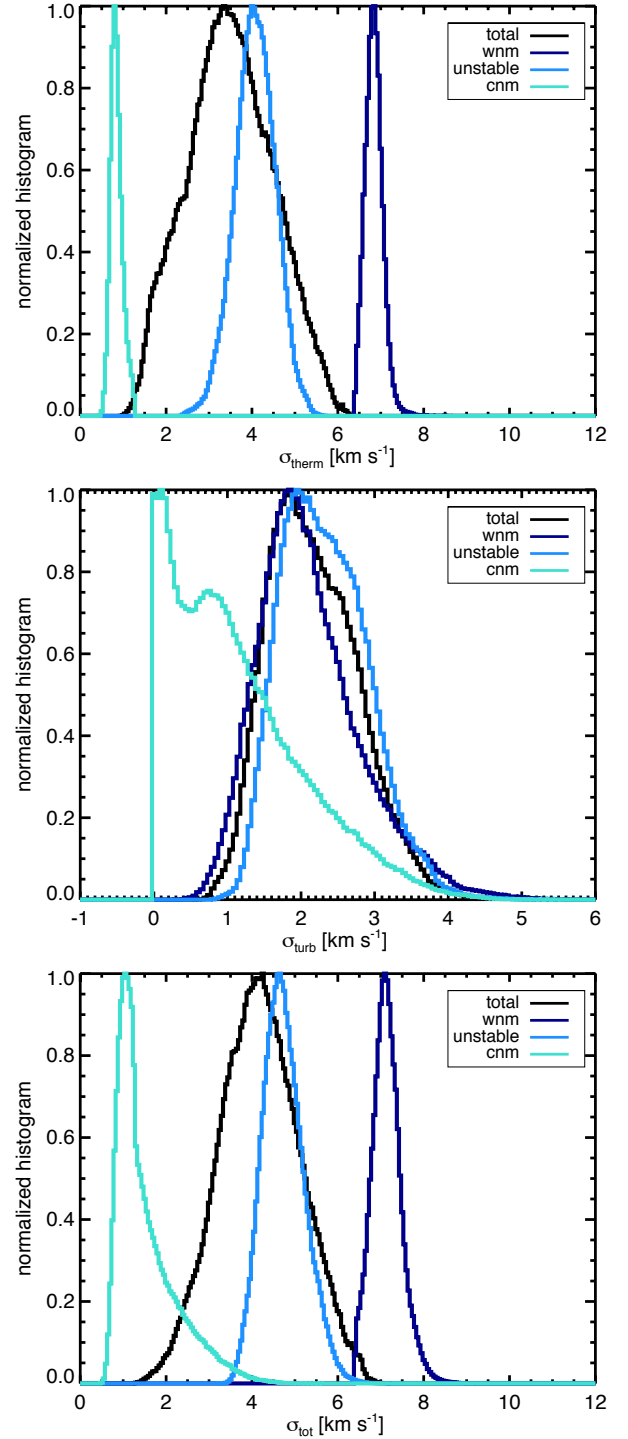 1.0
0.8
0.6
0.4
0.2
0.0
normalized histogram
total
wnm
unstable
cnm
0 2 4 6 8 10 12
σtherm [km s-1]
1.0
0.8
0.6
0.4
0.2
0.0
normalized histogram
total
wnm
unstable
cnm
-1 0 1 2 3 4 5 6
σturb [km s-1]
1.0
0.8
0.6
0.4
0.2
0.0
normalized histogram
total
wnm
unstable
cnm
0 2 4 6 8 10 12
σtot [km s-1]